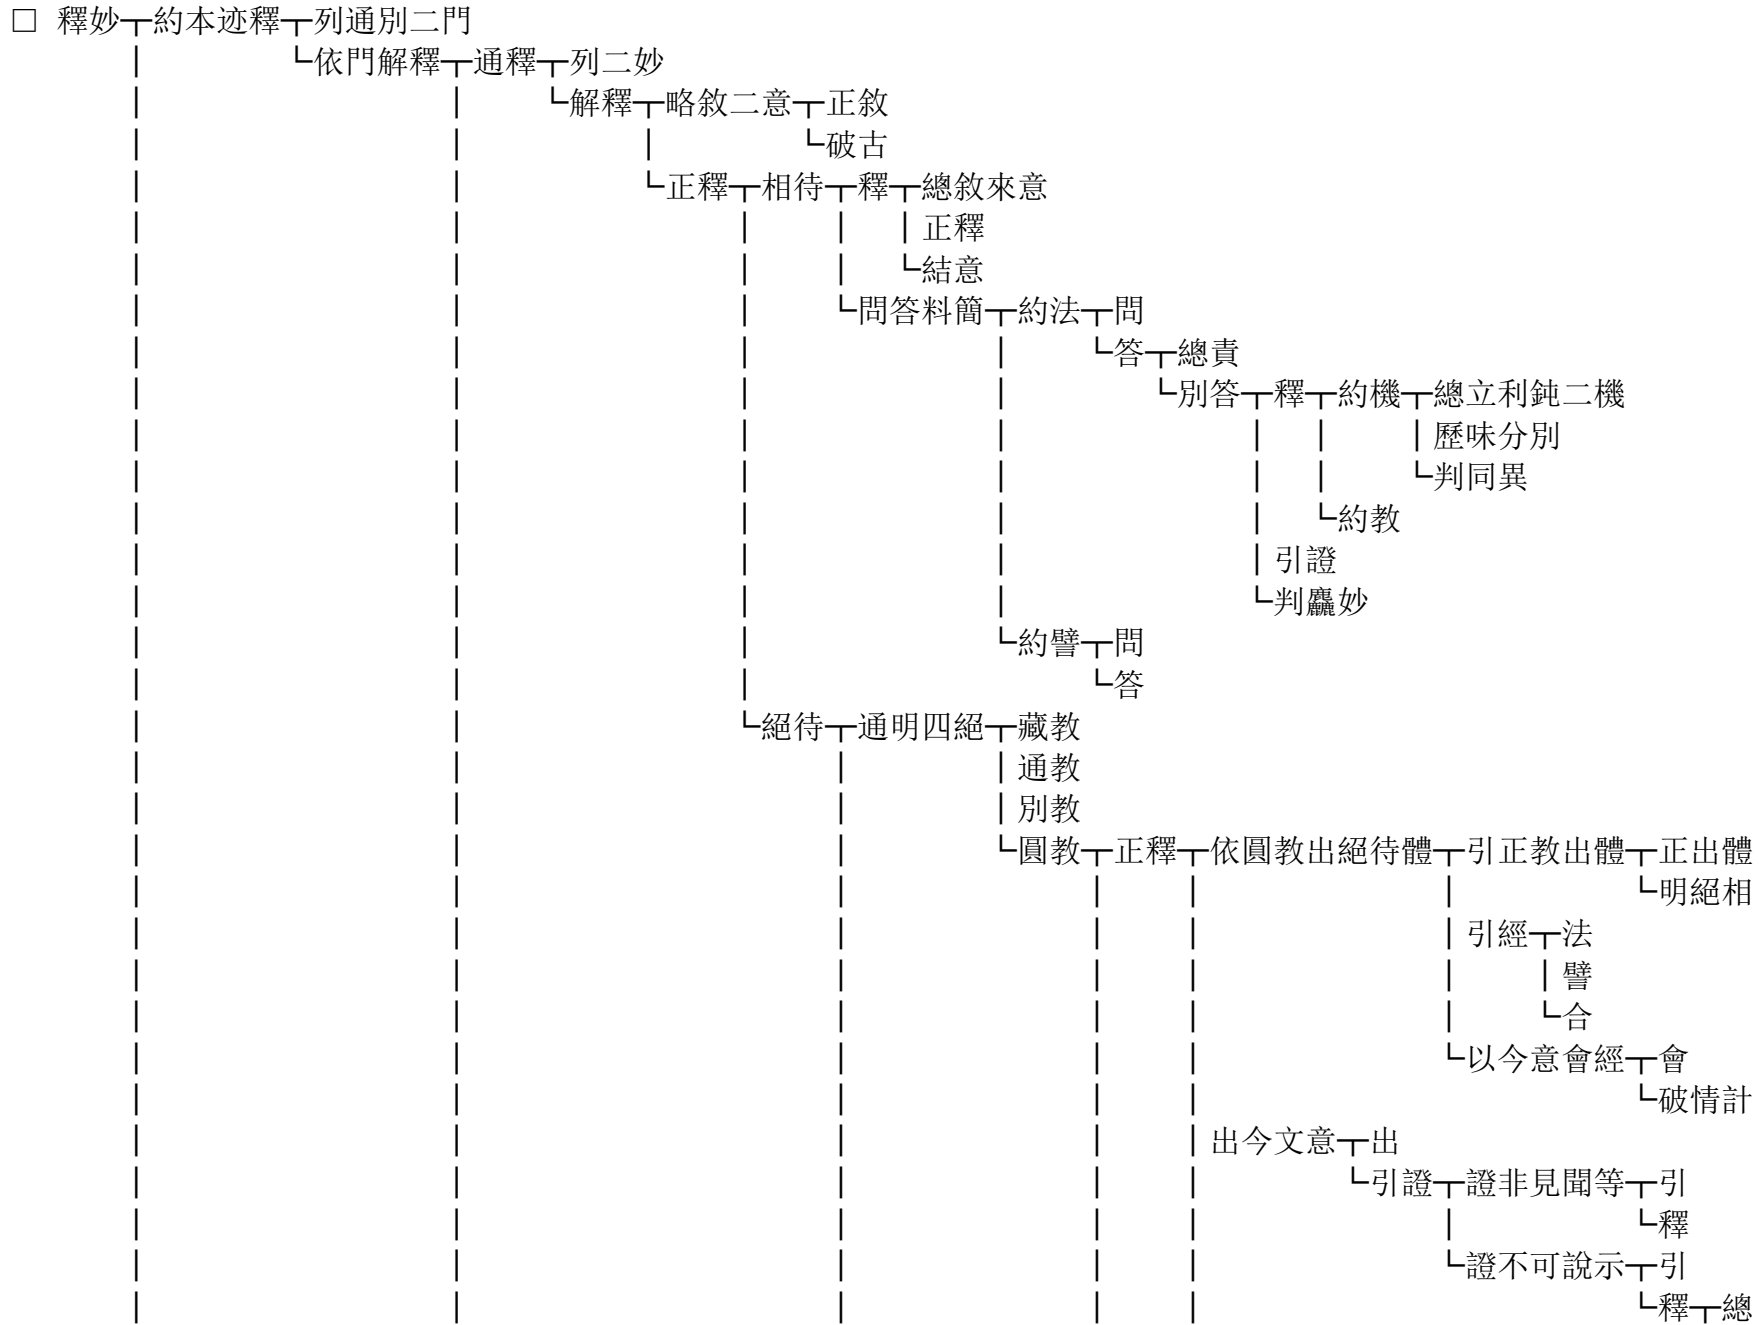 □ 釋妙┬約本迹釋┬列通別二門
└依門解釋┬通釋┬列二妙
└解釋┬略敘二意┬正敘
└破古
└正釋┬相待┬釋┬總敘來意
正釋
└結意
└問答料簡┬約法┬問
└答┬總責
└別答┬釋┬約機┬總立利鈍二機
歷味分別
└判同異
└約教
引證
└判麤妙
└約譬┬問
└答
└絕待┬通明四絕┬藏教
通教
別教
└圓教┬正釋┬依圓教出絕待體┬引正教出體┬正出體
└明絕相
引經┬法
譬
└合
└以今意會經┬會
└破情計
出今文意┬出
└引證┬證非見聞等┬引
└釋
└證不可說示┬引
└釋┬總